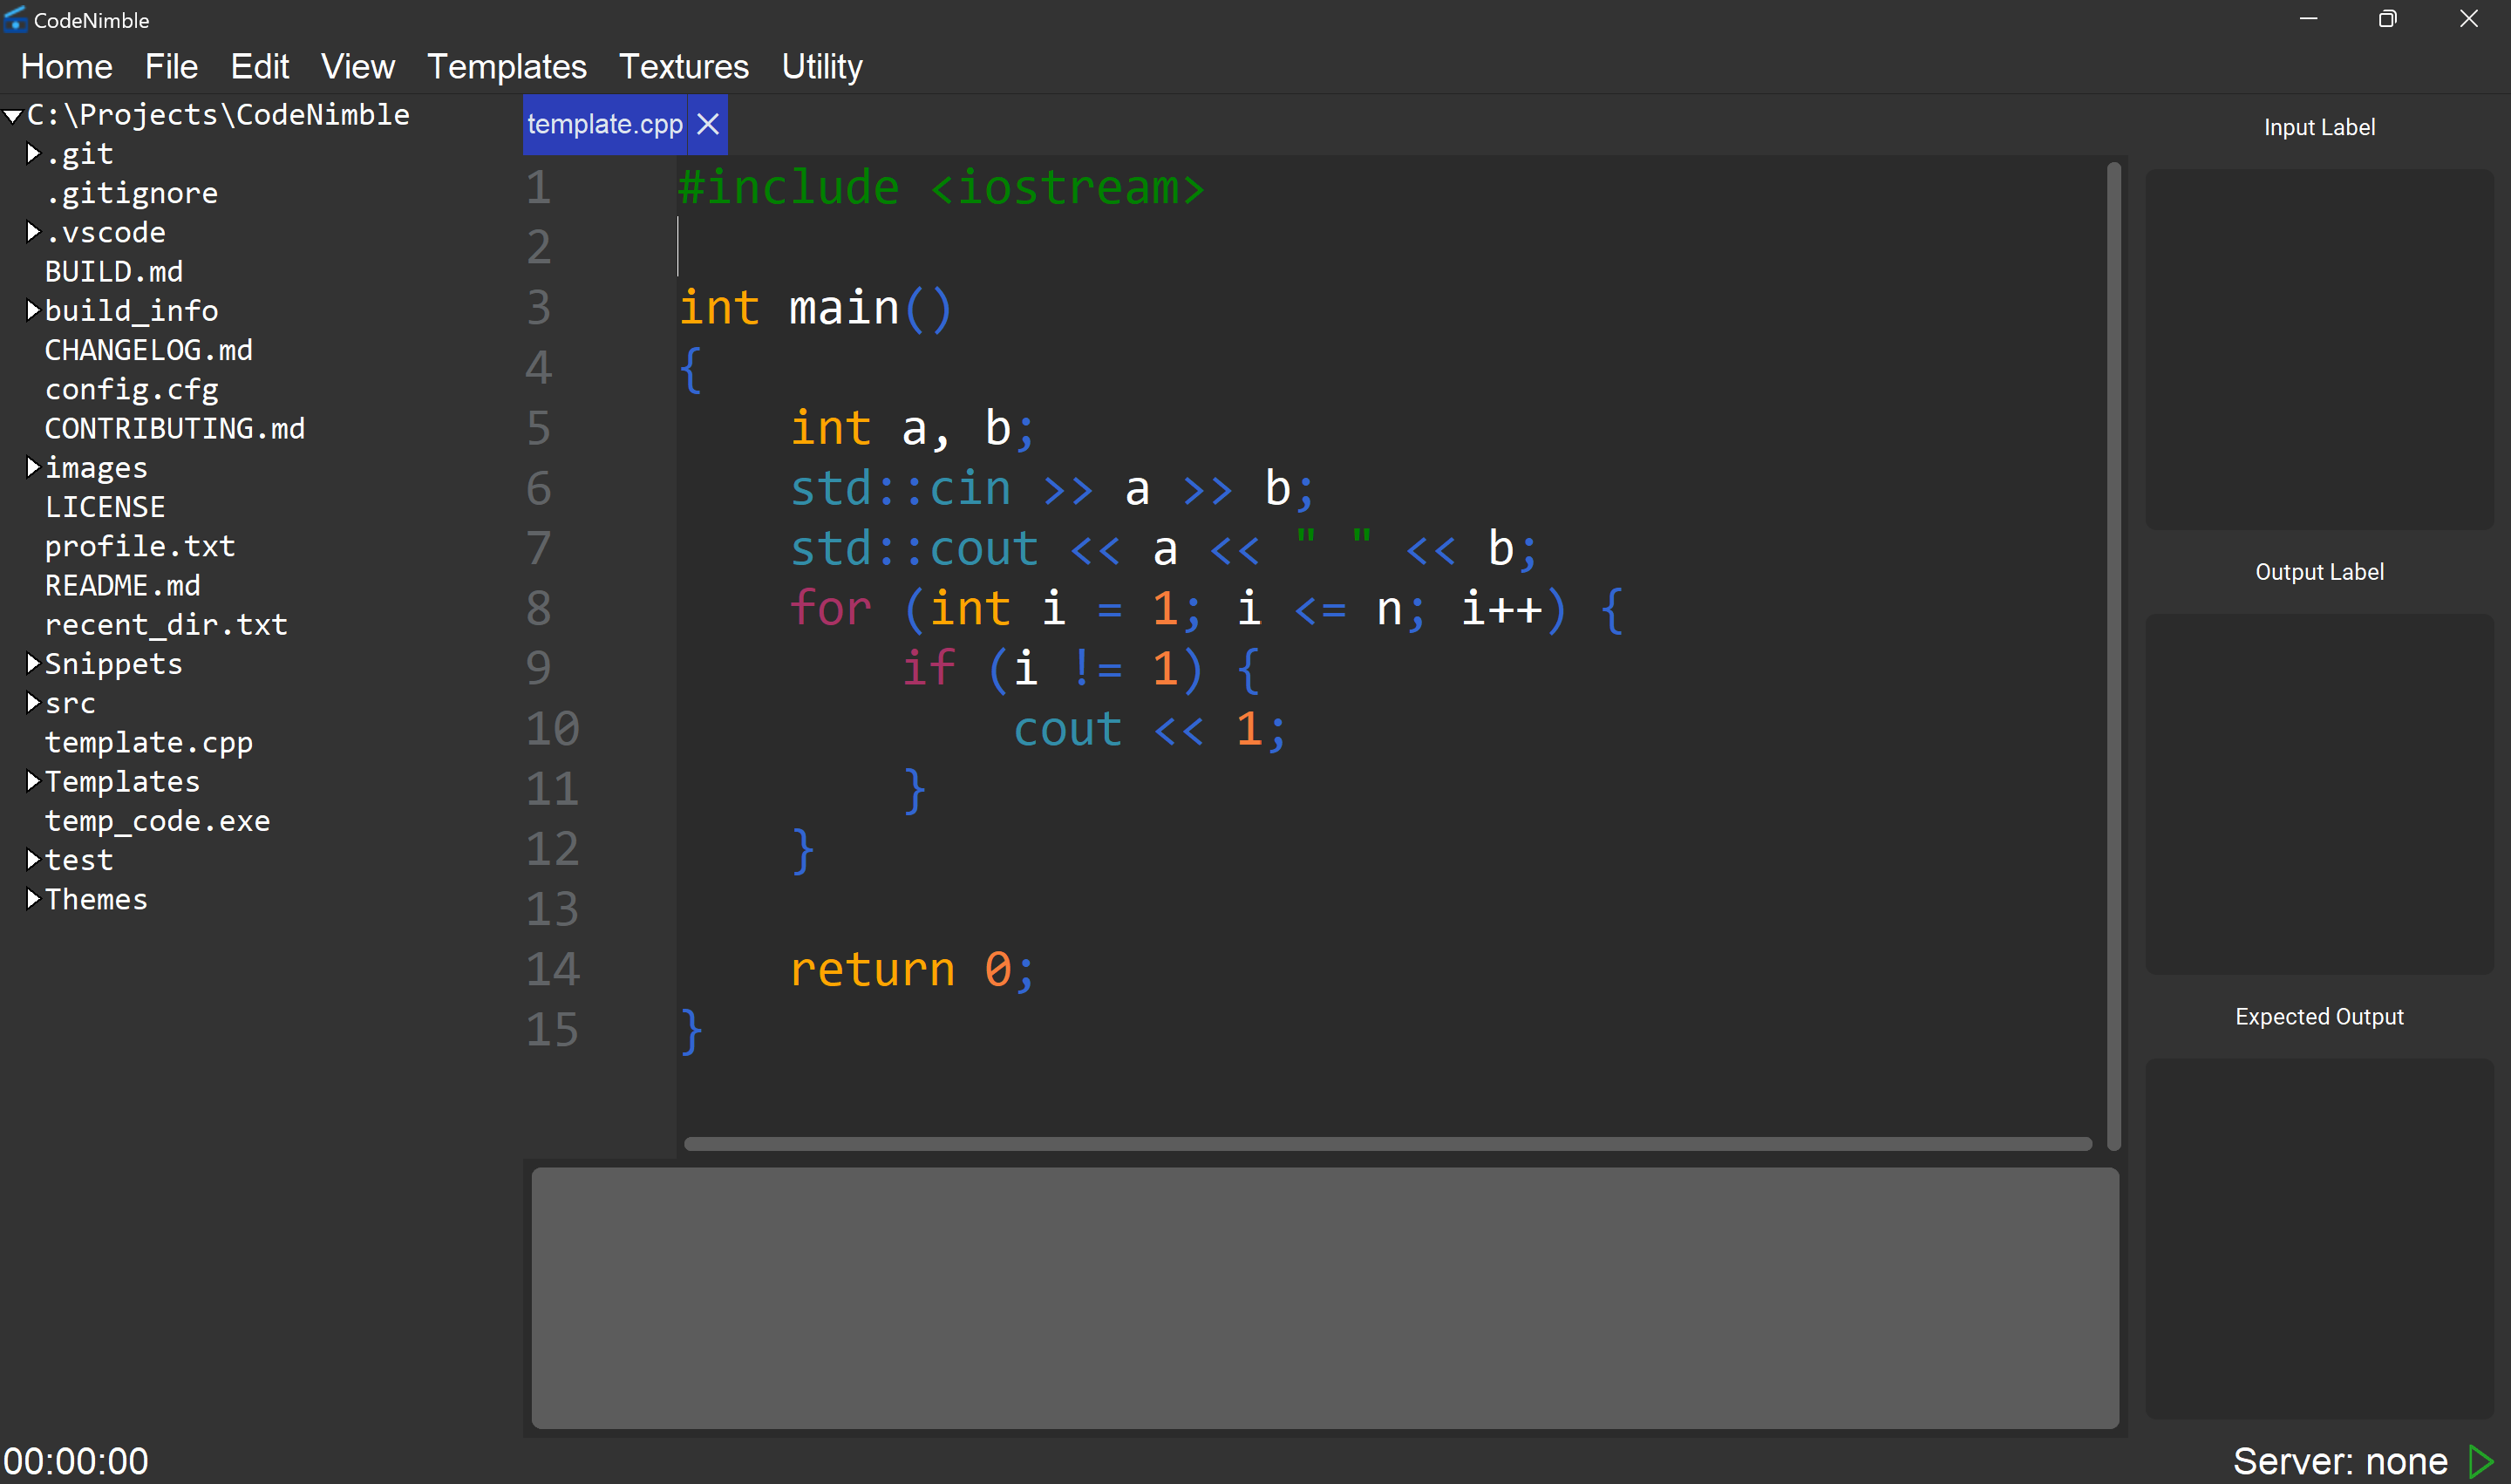 CodeNimble
Home File Edit View Templates Textures Utility
C:\Projects\CodeNimble
.git
.gitignore
.vscode
BUILD.md
build_info
CHANGELOG.md
config.cfg
CONTRIBUTING.md
images
LICENSE
profile.txt
README.md
recent_dir.txt
Snippets
src
template.cpp
Templates
temp_code.exe
test
Themes
template.cpp
1 #include <iostream>
2
3 int main()
4 {
5     int a, b;
6     std::cin >> a >> b;
7     std::cout << a << " " << b;
8     for (int i = 1; i <= n; i++) {
9         if (i != 1) {
10             cout << 1;
11         }
12     }
13
14     return 0;
15 }
Input Label
Output Label
Expected Output
00:00:00
Server: none